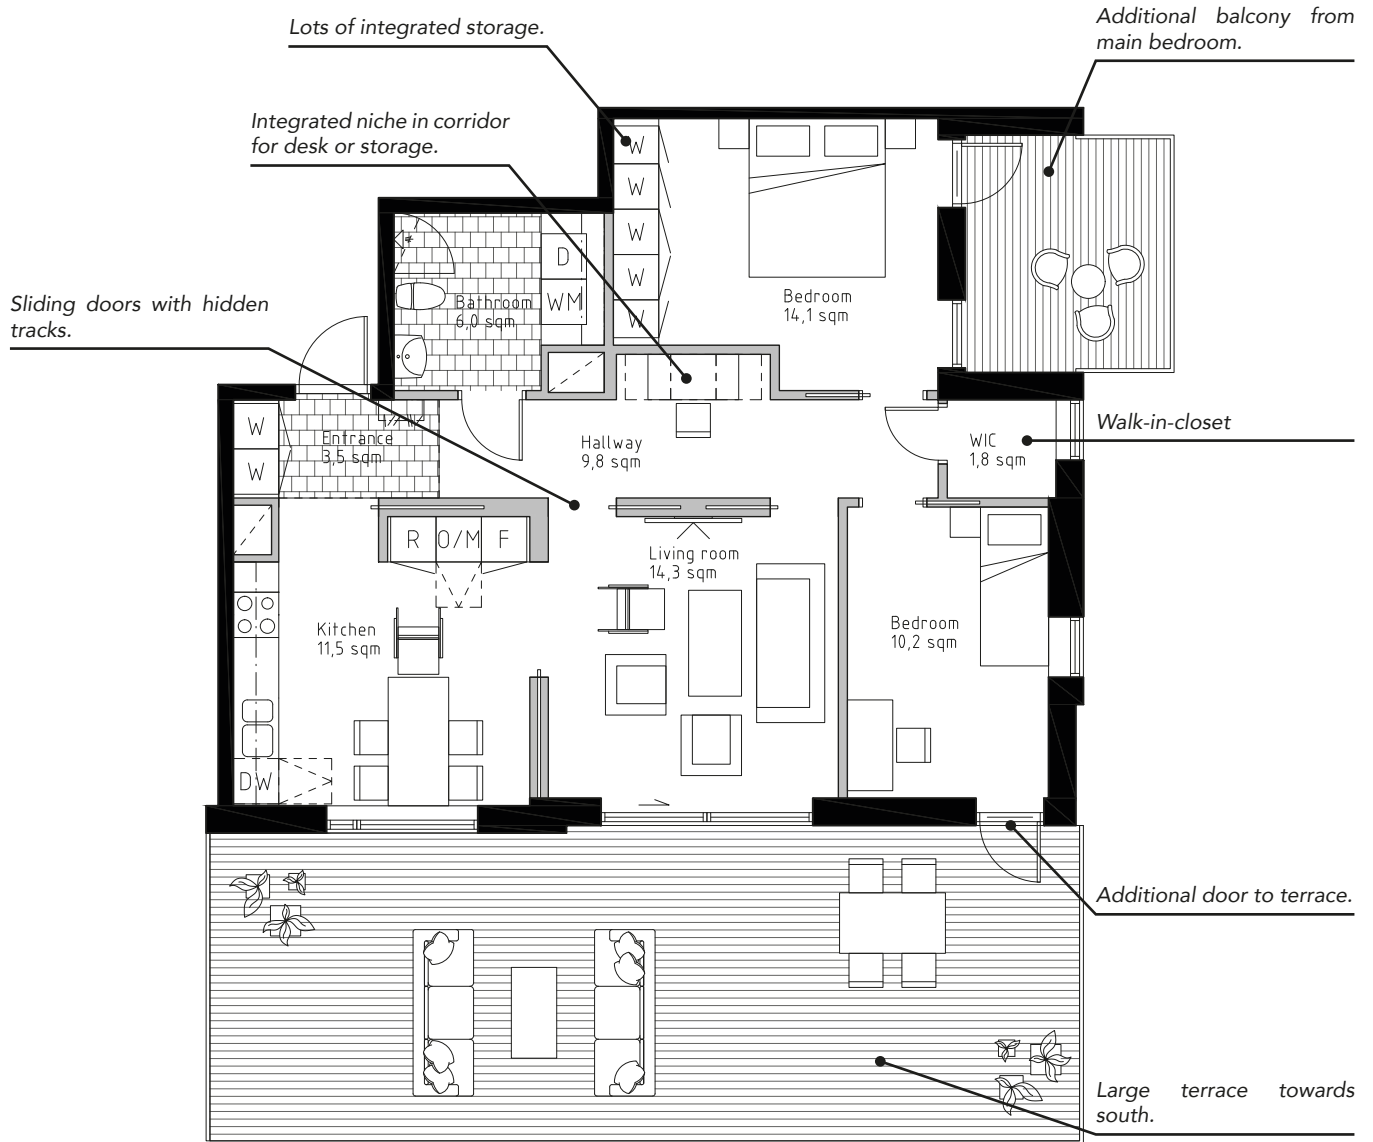 Additional balcony from
main bedroom.
Lots of integrated storage.
Integrated niche in corridor
for desk or storage.
W
W
W
W
W
D
WM
Bathroom
6,0 sqm
Bedroom
14,1 sqm
Sliding doors with hidden
tracks.
W
W
Entrance
3,5 sqm
Hallway
9,8 sqm
WIC
1,8 sqm
Walk-in-closet
R O/M F
Living room
14,3 sqm
Kitchen
11,5 sqm
Bedroom
10,2 sqm
DW
Additional door to terrace.
Large terrace towards
south.